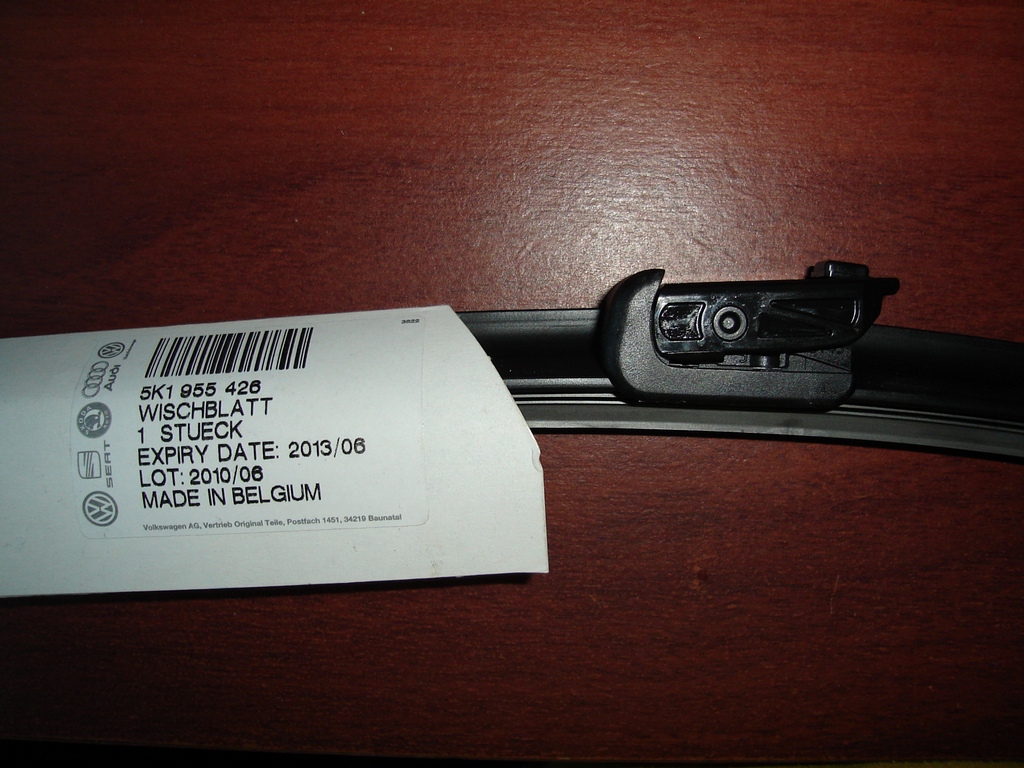 3022
5K1 955 426
WISCHBLATT
1 STUECK
EXPIRY DATE: 2013/06
LOT: 2010/06
MADE IN BELGIUM
Volkswagen AG, Vertrieb Original Teile, Postfach 1451, 34219 Baunatal
Audi
SEAT